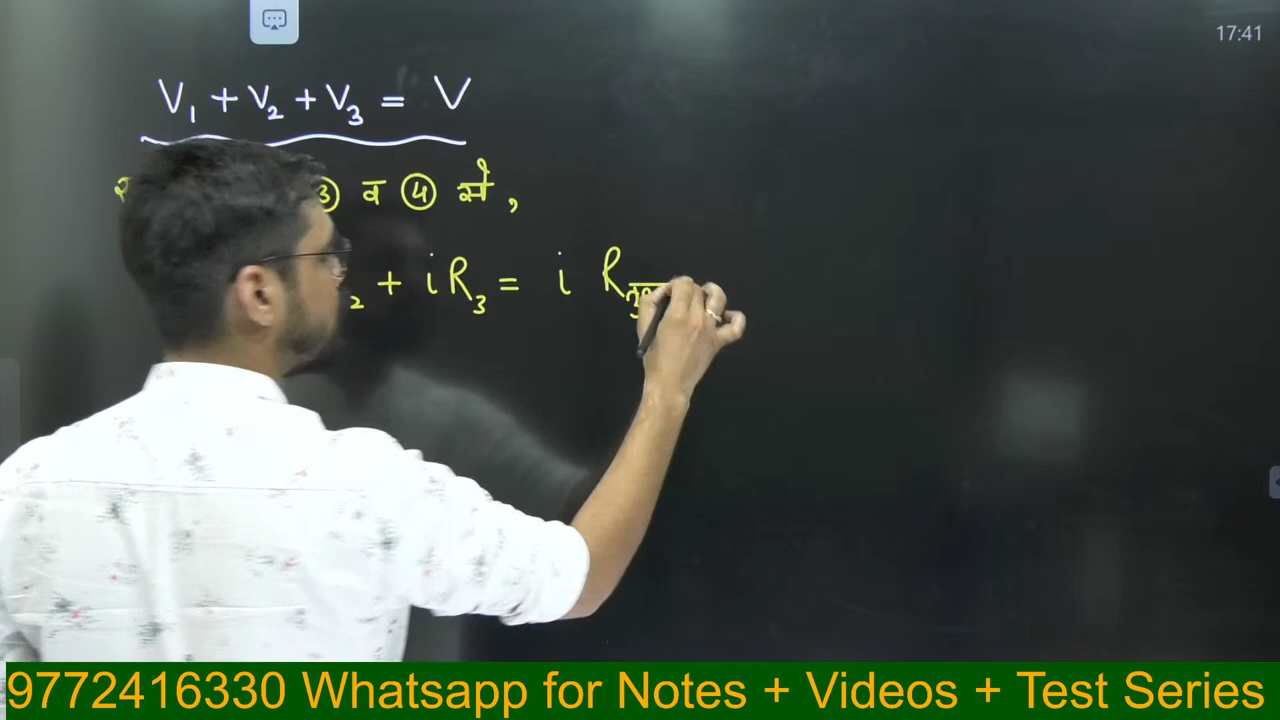 17:41
V₁ + V₂ + V₃ = V
③ व ④ से,
₂ + iR₃ = i R
9772416330 Whatsapp for Notes + Videos + Test Series